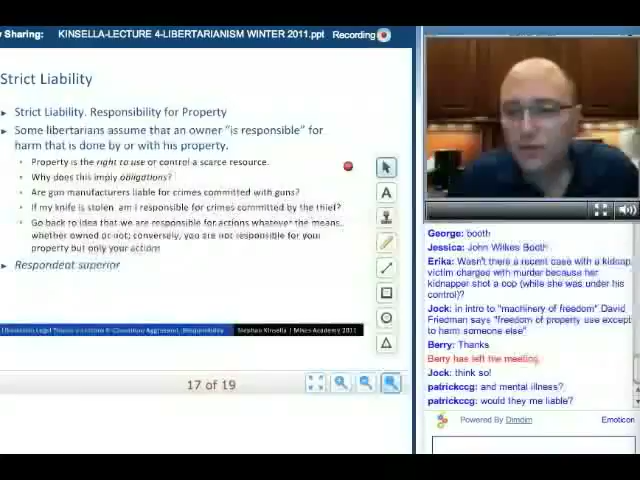 w Sharing: KINSELLA-LECTURE 4-LIBERTARIANISM WINTER 2011.ppt Recording
Strict Liability
Strict Liability. Responsibility for Property
Some libertarians assume that an owner "is responsible" for
harm that is done by or with his property.
Property is the right to use or control a scarce resource.
Why does this imply obligations?
Are gun manufacturers liable for crimes committed with guns?
If my knife is stolen, am I responsible for crimes committed by the thief?
Go back to idea that we are responsible for actions whatever the means,
whether owned or not; conversely, you are not responsible for your
property but only your actions
Respondeat superior
Stephan Kinsella | Mises Academy 2011
17 of 19
George: booth
Jessica: John Wilkes Booth
Erika: Wasn't there a recent case with a kidnap
victim charged with murder because her
kidnapper shot a cop (while she was under his
control)?
Jock: in intro to "machinery of freedom" David
Friedman says "freedom of property use except
to harm someone else"
Berry: Thanks
Berry has left the meeting.
Jock: think so!
patrickccg: and mental illness?
patrickccg: would they me liable?
Powered By Dimdim Emoticon